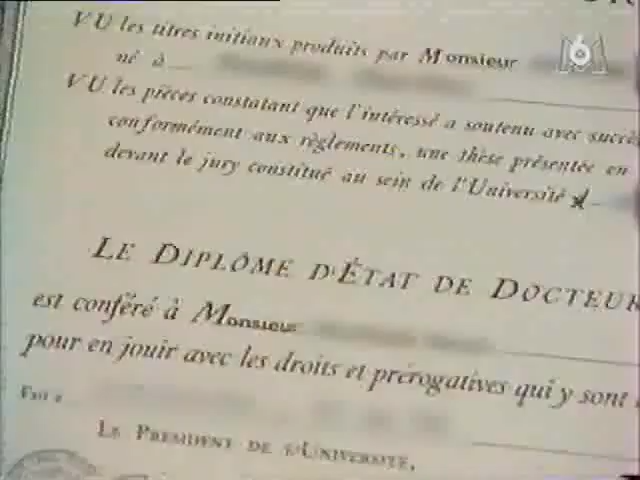 VU les titres initiaux produits par Monsieur
né à
VU les pièces constatant que l'intéressé a soutenu avec succès
conformément aux règlements, une thèse présentée en
devant le jury constitué au sein de l'Université
LE DIPLÔME D'ÉTAT DE DOCTEUR
est conféré à Monsieur
pour en jouir avec les droits et prérogatives qui y sont
Fait à
LE PRÉSIDENT DE L'UNIVERSITÉ,